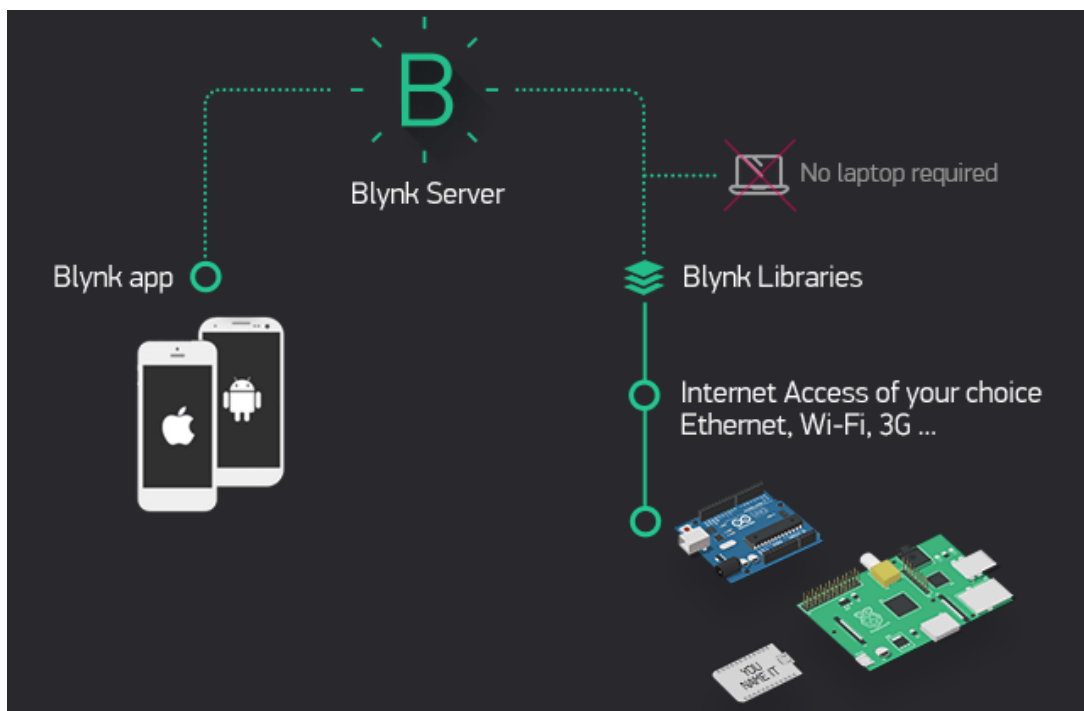 B
Blynk Server
No laptop required
Blynk app
Blynk Libraries
Internet Access of your choice
Ethernet, Wi-Fi, 3G ...
YOU
NAME IT